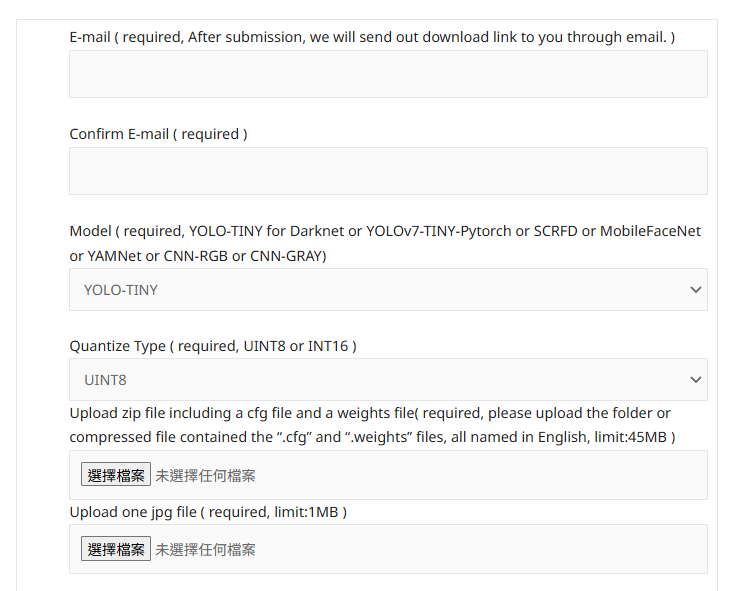 E-mail ( required, After submission, we will send out download link to you through email. )
Confirm E-mail ( required )
Model ( required, YOLO-TINY for Darknet or YOLOv7-TINY-Pytorch or SCRFD or MobileFaceNet
or YAMNet or CNN-RGB or CNN-GRAY)
YOLO-TINY
Quantize Type ( required, UINT8 or INT16 )
UINT8
Upload zip file including a cfg file and a weights file( required, please upload the folder or
compressed file contained the “.cfg” and “.weights” files, all named in English, limit:45MB )
選擇檔案 未選擇任何檔案
Upload one jpg file ( required, limit:1MB )
選擇檔案 未選擇任何檔案